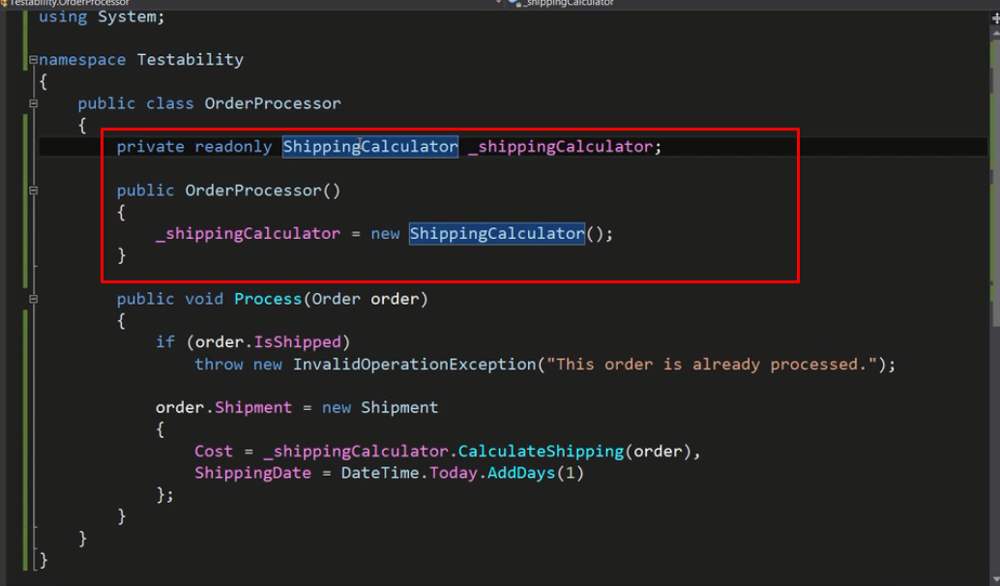 Testability.OrderProcessor _shippingCalculator
using System;
namespace Testability
{
public class OrderProcessor
{
private readonly ShippingCalculator _shippingCalculator;
public OrderProcessor()
{
_shippingCalculator = new ShippingCalculator();
}
public void Process(Order order)
{
if (order.IsShipped)
throw new InvalidOperationException("This order is already processed.");
order.Shipment = new Shipment
{
Cost = _shippingCalculator.CalculateShipping(order),
ShippingDate = DateTime.Today.AddDays(1)
};
}
}
}